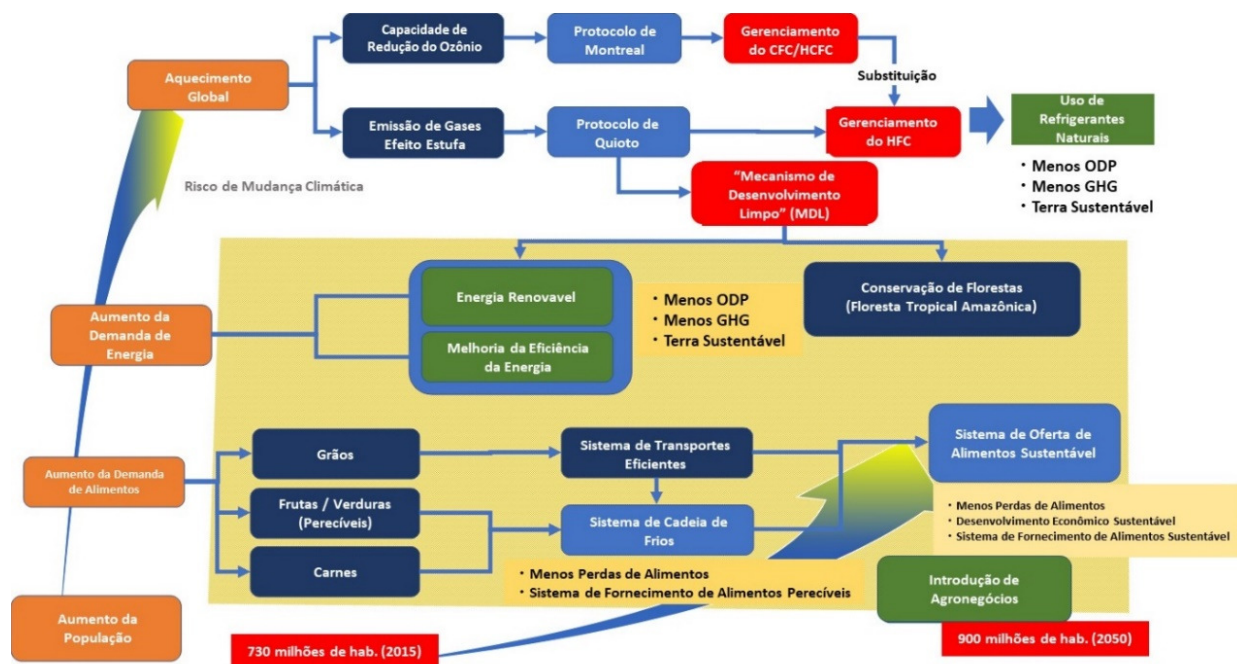 Capacidade de
Redução do Ozônio
Protocolo de
Montreal
Gerenciamento
do CFC/HCFC
Aquecimento
Global
Substituição
Uso de
Refrigerantes
Naturais
Emissão de Gases
Efeito Estufa
Protocolo de
Quioto
Gerenciamento
do HFC
・Menos ODP
・Menos GHG
・Terra Sustentável
Risco de Mudança Climática
“Mecanismo de
Desenvolvimento
Limpo” (MDL)
Energia Renovavel
Conservação de Florestas
(Floresta Tropical Amazônica)
・Menos ODP
・Menos GHG
・Terra Sustentável
Aumento da
Demanda de
Energia
Melhoria da Eficiência
da Energia
Grãos
Sistema de Transportes
Eficientes
Sistema de Oferta de
Alimentos Sustentável
Aumento da Demanda
de Alimentos
Frutas / Verduras
(Perecíveis)
Sistema de Cadeia de
Frios
・Menos Perdas de Alimentos
・Desenvolvimento Econômico Sustentável
・Sistema de Fornecimento de Alimentos Sustentável
Carnes
・Menos Perdas de Alimentos
・Sistema de Fornecimento de Alimentos Perecíveis
Introdução de
Agronegócios
Aumento da
População
730 milhões de hab. (2015)
900 milhões de hab. (2050)